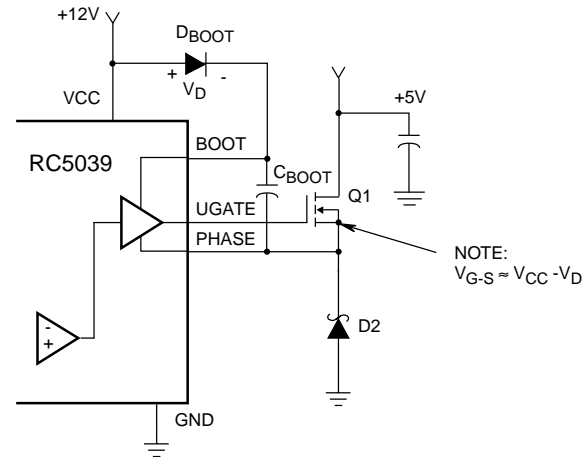 +12V
DBOOT
+ -
VD
VCC
+5V
BOOT
RC5039
CBOOT
Q1
UGATE
PHASE
NOTE:
VG-S ≈ VCC -VD
-
+
D2
GND